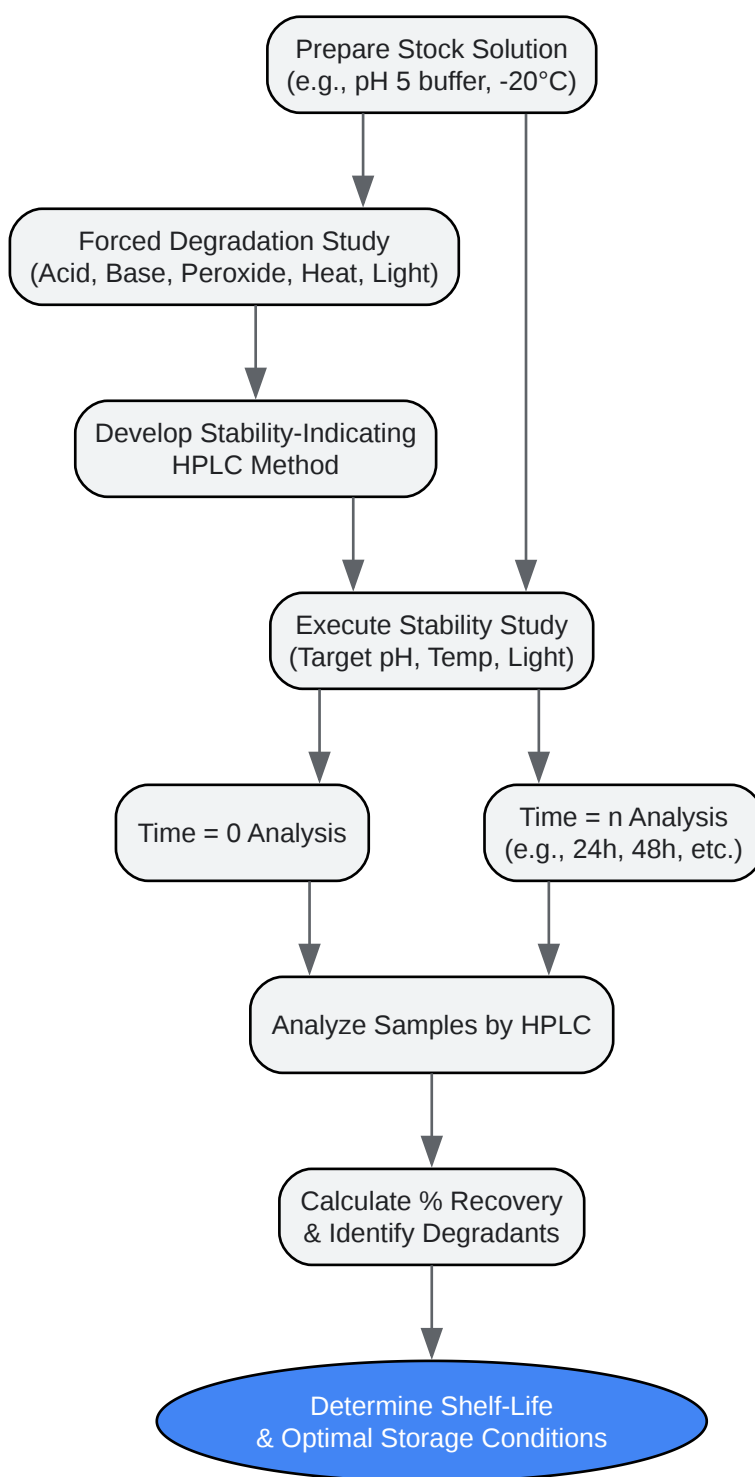 Prepare Stock Solution
(e.g., pH 5 buffer, -20°C)
Forced Degradation Study
(Acid, Base, Peroxide, Heat, Light)
Develop Stability-Indicating
HPLC Method
Execute Stability Study
(Target pH, Temp, Light)
Time = 0 Analysis
Time = n Analysis
(e.g., 24h, 48h, etc.)
Analyze Samples by HPLC
Calculate % Recovery
& Identify Degradants
Determine Shelf-Life
& Optimal Storage Conditions